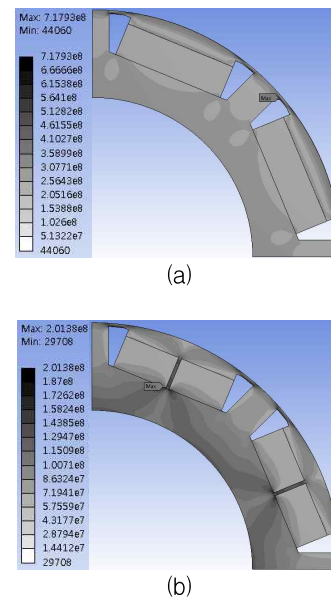 Max: 7.1793e8
Min: 44060
7.1793e8
6.6666e8
6.1538e8
5.641e8
5.1282e8
4.6155e8
4.1027e8
3.5899e8
3.0771e8
2.5643e8
2.0516e8
1.5388e8
1.026e8
5.1322e7
44060
Max
(a)
Max: 2.0138e8
Min: 29708
2.0138e8
1.87e8
1.7262e8
1.5824e8
1.4385e8
1.2947e8
1.1509e8
1.0071e8
8.6324e7
7.1941e7
5.7559e7
4.3177e7
2.8794e7
1.4412e7
29708
Max
(b)